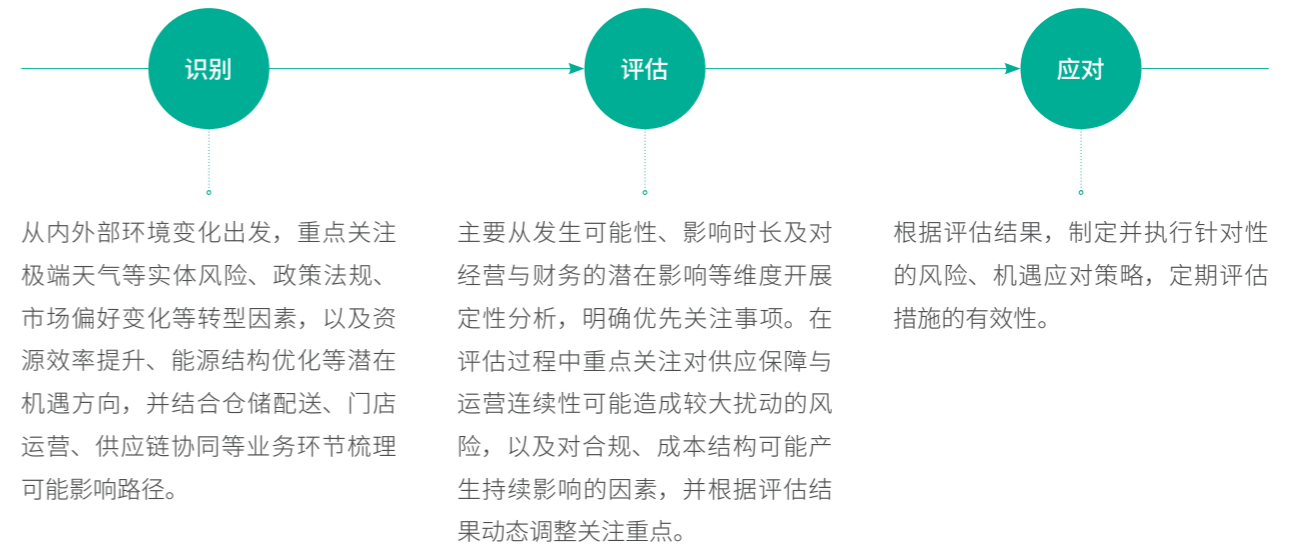 识别
评估
应对
从内外部环境变化出发，重点关注
极端天气等实体风险、政策法规、
市场偏好变化等转型因素，以及资
源效率提升、能源结构优化等潜在
机遇方向，并结合仓储配送、门店
运营、供应链协同等业务环节梳理
可能影响路径。
主要从发生可能性、影响时长及对
经营与财务的潜在影响等维度开展
定性分析，明确优先关注事项。在
评估过程中重点关注对供应保障与
运营连续性可能造成较大扰动的风
险，以及对合规、成本结构可能产
生持续影响的因素，并根据评估结
果动态调整关注重点。
根据评估结果，制定并执行针对性
的风险、机遇应对策略，定期评估
措施的有效性。